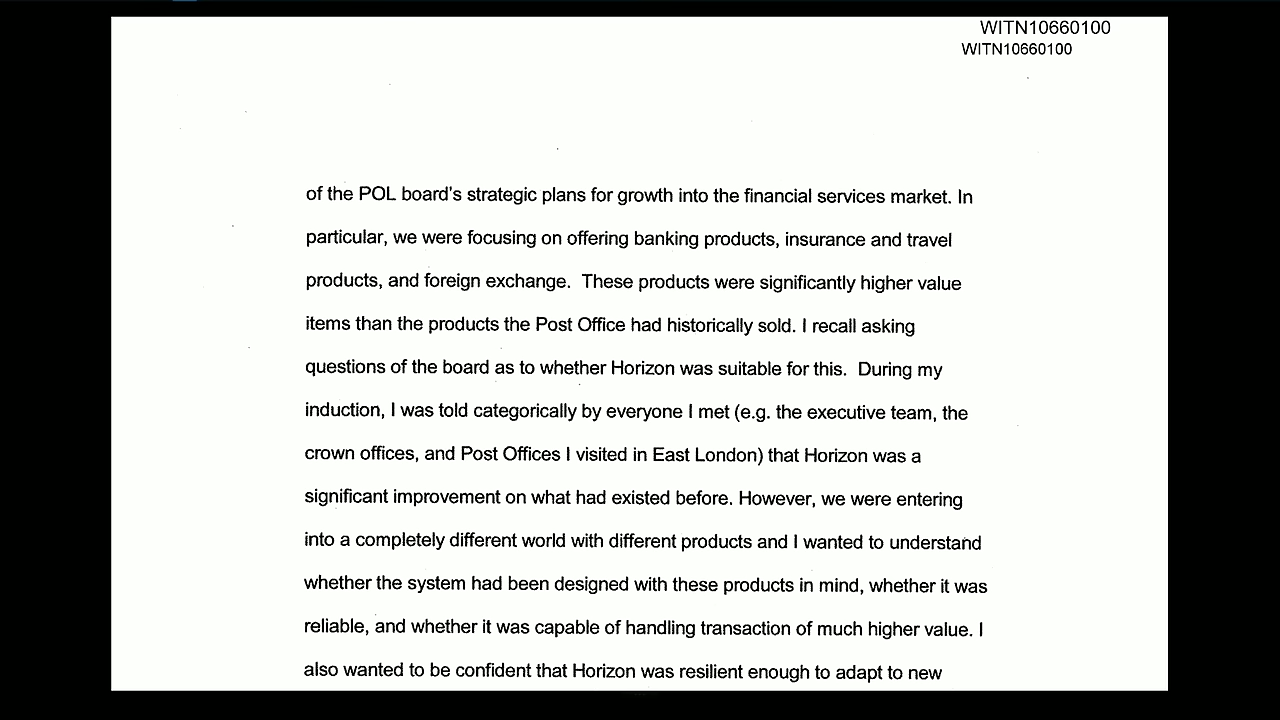 WITN10660100
WITN10660100
of the POL board's strategic plans for growth into the financial services market. In
particular, we were focusing on offering banking products, insurance and travel
products, and foreign exchange.  These products were significantly higher value
items than the products the Post Office had historically sold. I recall asking
questions of the board as to whether Horizon was suitable for this.  During my
induction, I was told categorically by everyone I met (e.g. the executive team, the
crown offices, and Post Offices I visited in East London) that Horizon was a
significant improvement on what had existed before. However, we were entering
into a completely different world with different products and I wanted to understand
whether the system had been designed with these products in mind, whether it was
reliable, and whether it was capable of handling transaction of much higher value. I
also wanted to be confident that Horizon was resilient enough to adapt to new